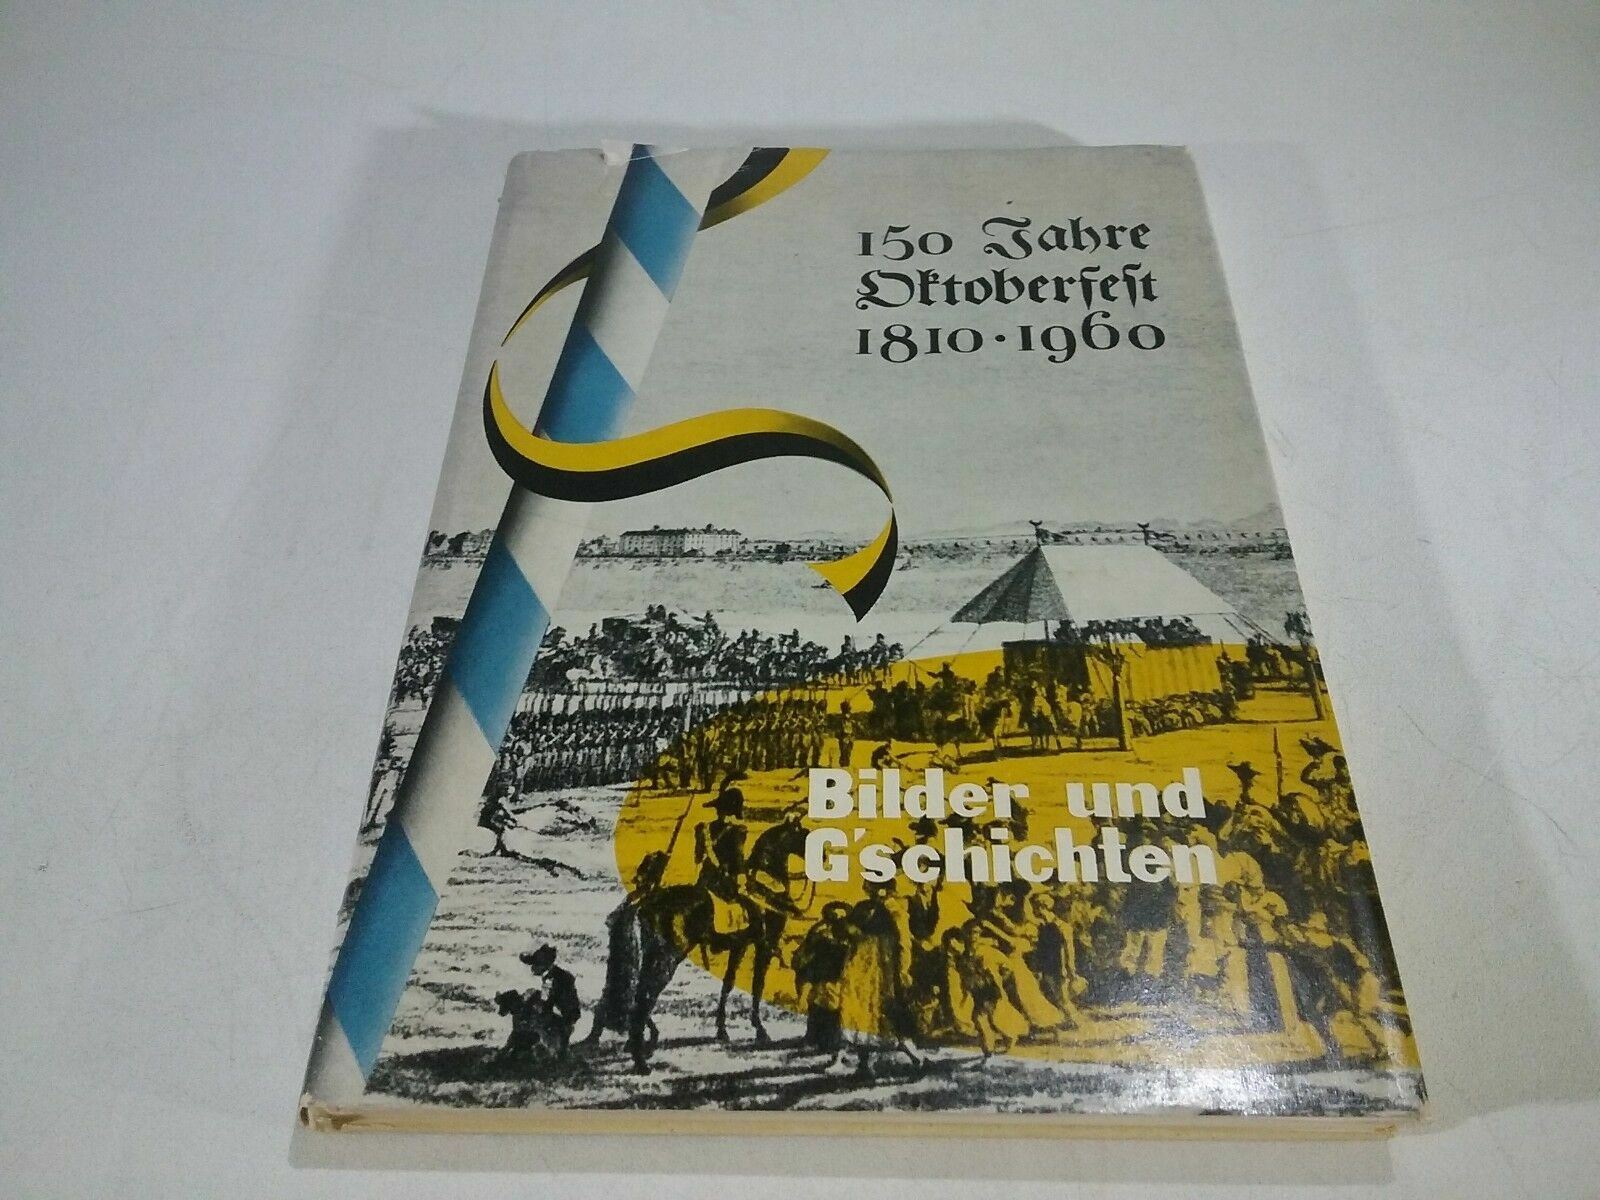 150 Jahre
Oktoberfest
1810·1960
Bilder und
G'schichten